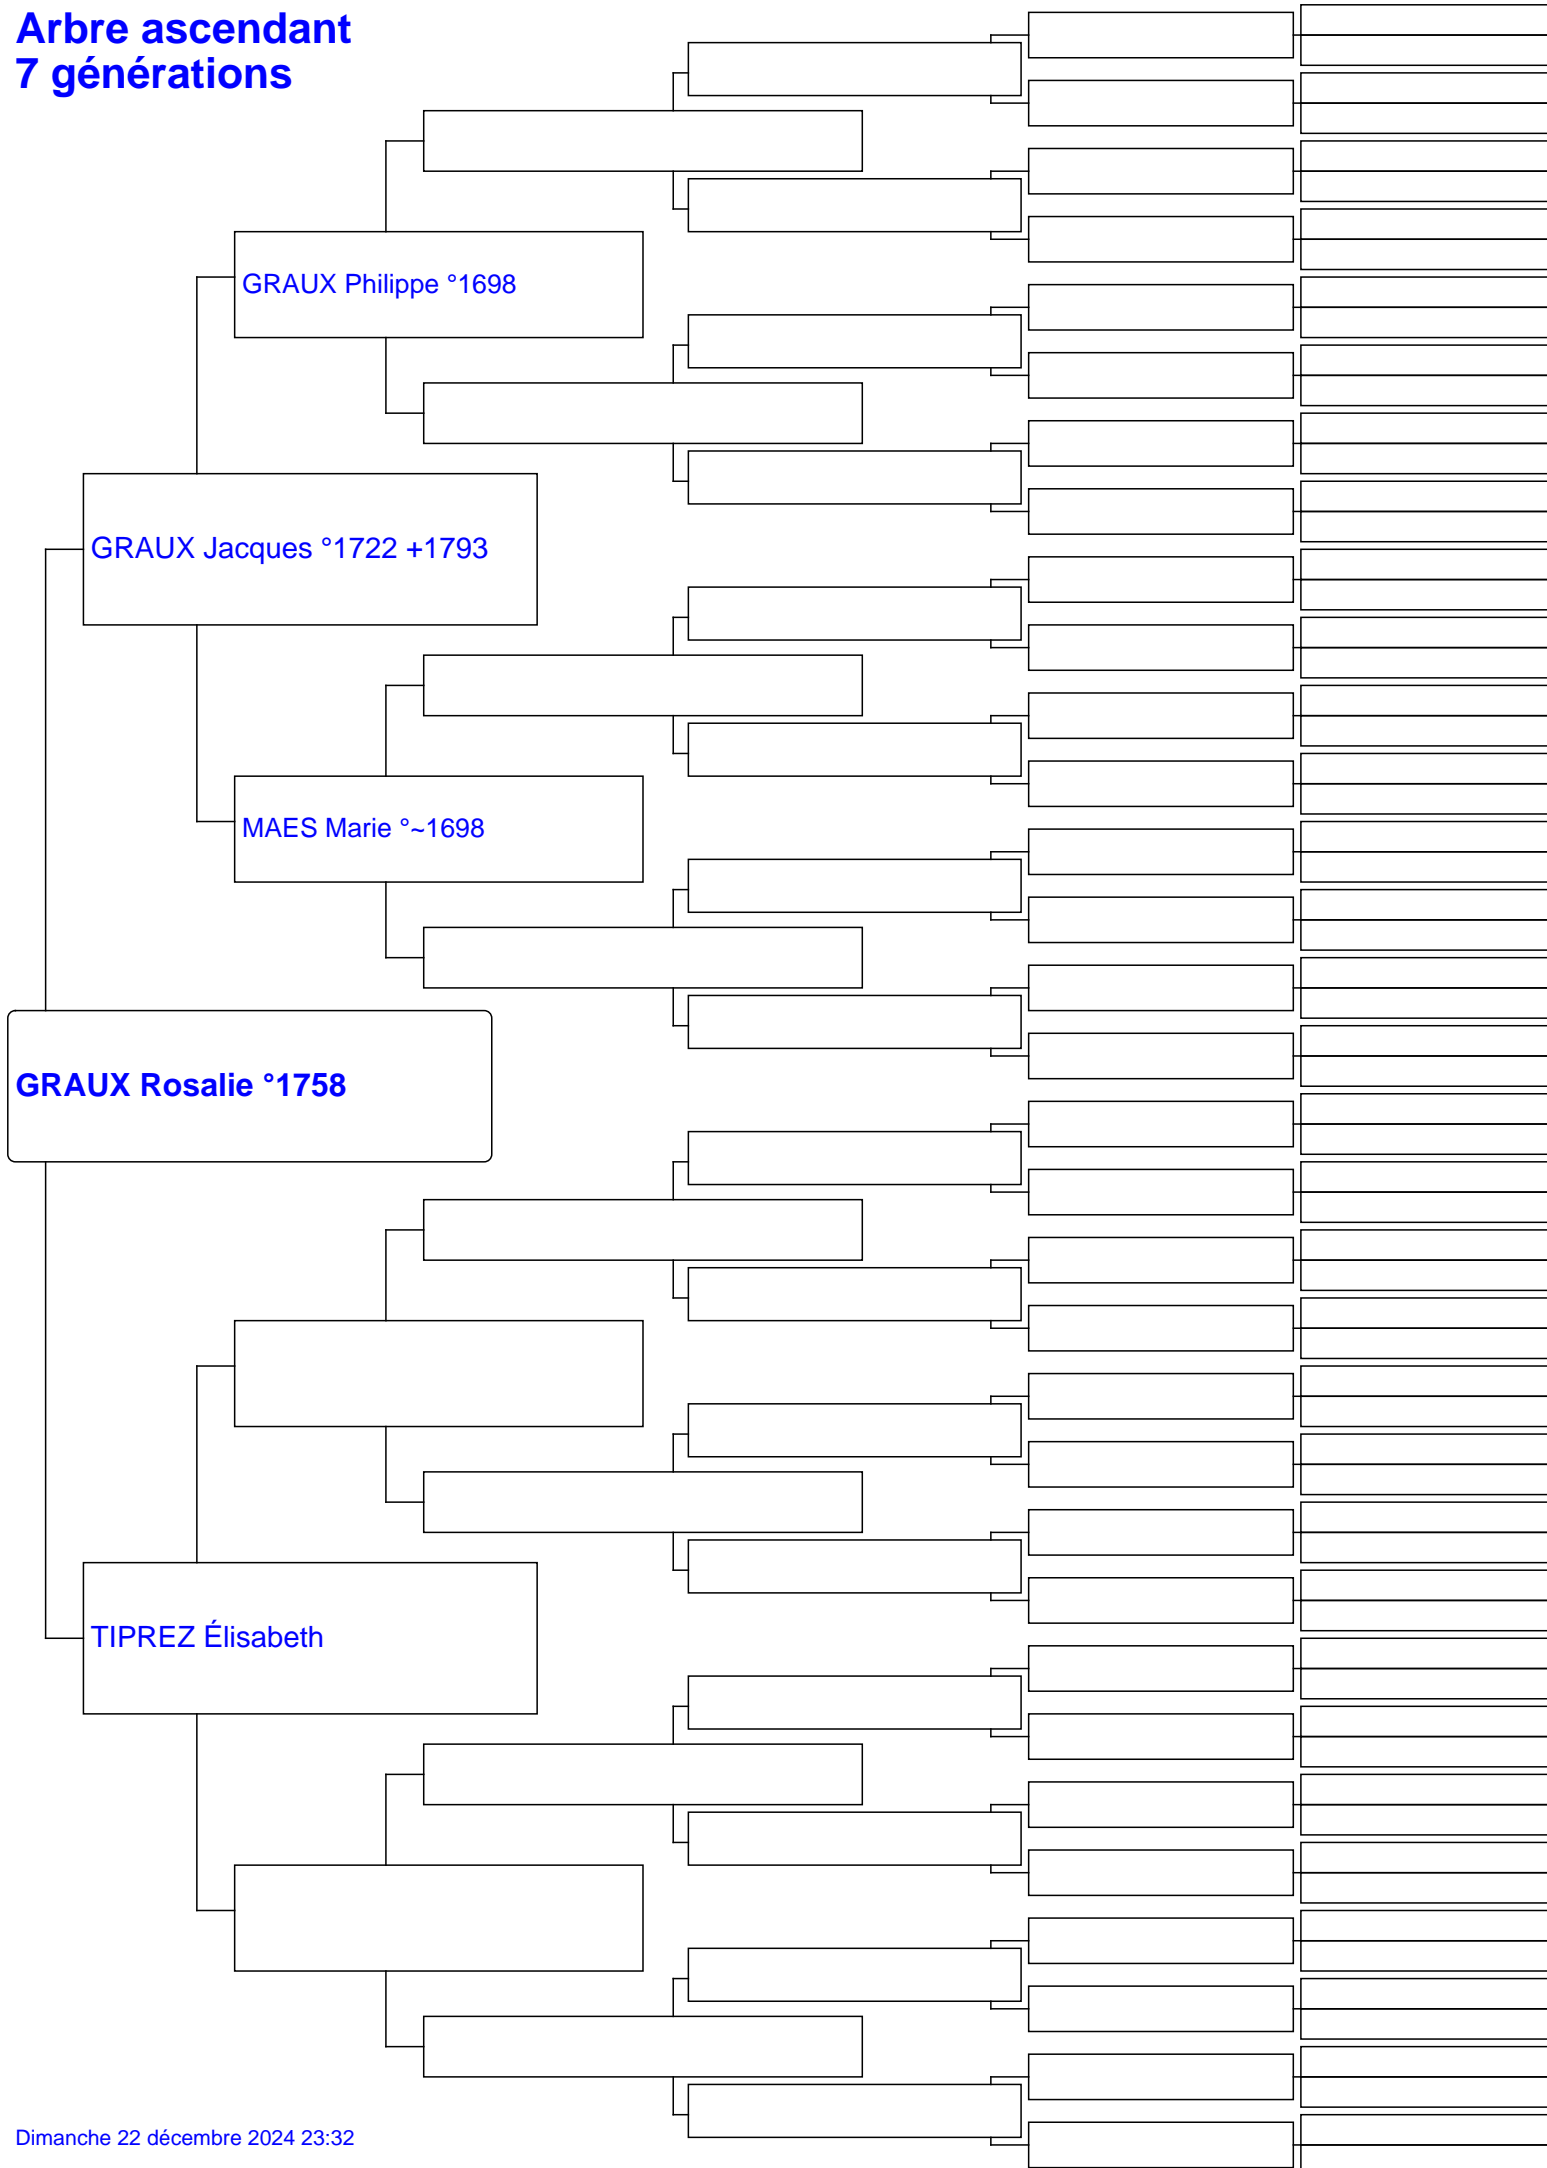 Arbre ascendant
7 générations
GRAUX Philippe °1698
GRAUX Jacques °1722 +1793
MAES Marie °~1698
GRAUX Rosalie °1758
TIPREZ Élisabeth
Dimanche 22 décembre 2024 23:32